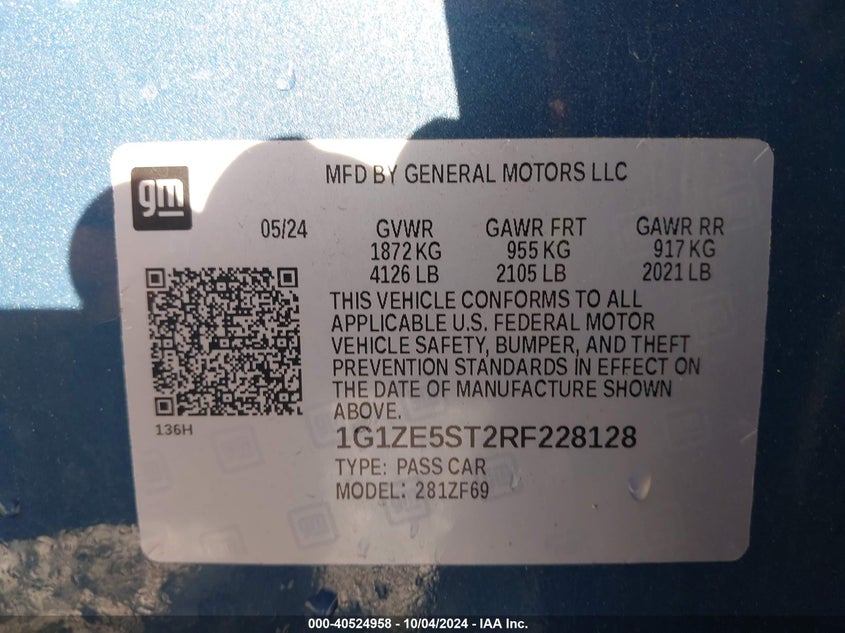 gm
MFD BY GENERAL MOTORS LLC
05/24 GVWR GAWR FRT GAWR RR
1872 KG 955 KG 917 KG
4126 LB 2105 LB 2021 LB
THIS VEHICLE CONFORMS TO ALL
APPLICABLE U.S. FEDERAL MOTOR
VEHICLE SAFETY, BUMPER, AND THEFT
PREVENTION STANDARDS IN EFFECT ON
THE DATE OF MANUFACTURE SHOWN
ABOVE.
136H
1G1ZE5ST2RF228128
TYPE: PASS CAR
MODEL: 281ZF69
000-40524958 - 10/04/2024 - IAA Inc.